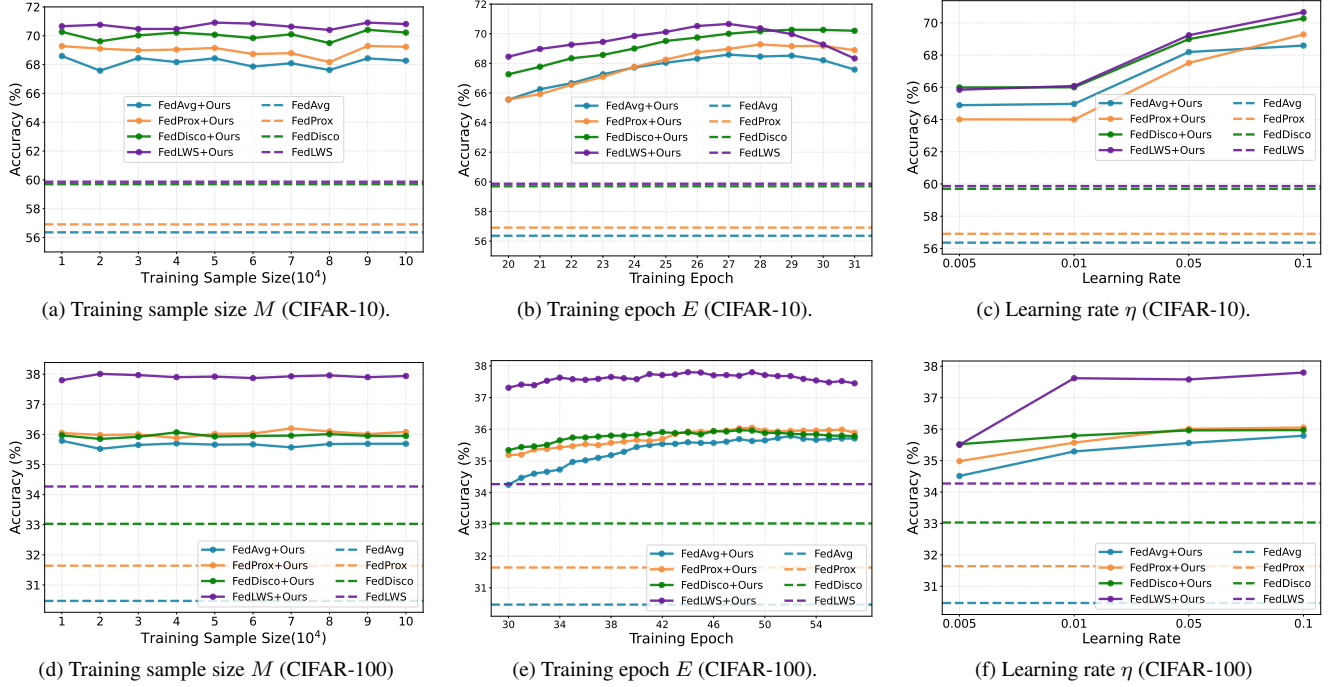 72
70
68
66
64
62
60
58
56
Accuracy (%)
FedAvg+Ours FedAvg
FedProx+Ours FedProx
FedDisco+Ours FedDisco
FedLWS+Ours FedLWS
1 2 3 4 5 6 7 8 9 10
Training Sample Size(10⁴)
(a) Training sample size M (CIFAR-10).
72
70
68
66
64
62
60
58
56
Accuracy (%)
FedAvg+Ours FedAvg
FedProx+Ours FedProx
FedDisco+Ours FedDisco
FedLWS+Ours FedLWS
20 21 22 23 24 25 26 27 28 29 30 31
Training Epoch
(b) Training epoch E (CIFAR-10).
70
68
66
64
62
60
58
56
Accuracy (%)
FedAvg+Ours FedAvg
FedProx+Ours FedProx
FedDisco+Ours FedDisco
FedLWS+Ours FedLWS
0.005 0.01 0.05 0.1
Learning Rate
(c) Learning rate η (CIFAR-10).
38
37
36
35
34
33
32
31
Accuracy (%)
FedAvg+Ours FedAvg
FedProx+Ours FedProx
FedDisco+Ours FedDisco
FedLWS+Ours FedLWS
1 2 3 4 5 6 7 8 9 10
Training Sample Size(10⁴)
(d) Training sample size M (CIFAR-100)
38
37
36
35
34
33
32
31
Accuracy (%)
FedAvg+Ours FedAvg
FedProx+Ours FedProx
FedDisco+Ours FedDisco
FedLWS+Ours FedLWS
30 34 38 42 46 50 54
Training Epoch
(e) Training epoch E (CIFAR-100).
38
37
36
35
34
33
32
31
Accuracy (%)
FedAvg+Ours FedAvg
FedProx+Ours FedProx
FedDisco+Ours FedDisco
FedLWS+Ours FedLWS
0.005 0.01 0.05 0.1
Learning Rate
(f) Learning rate η (CIFAR-100)